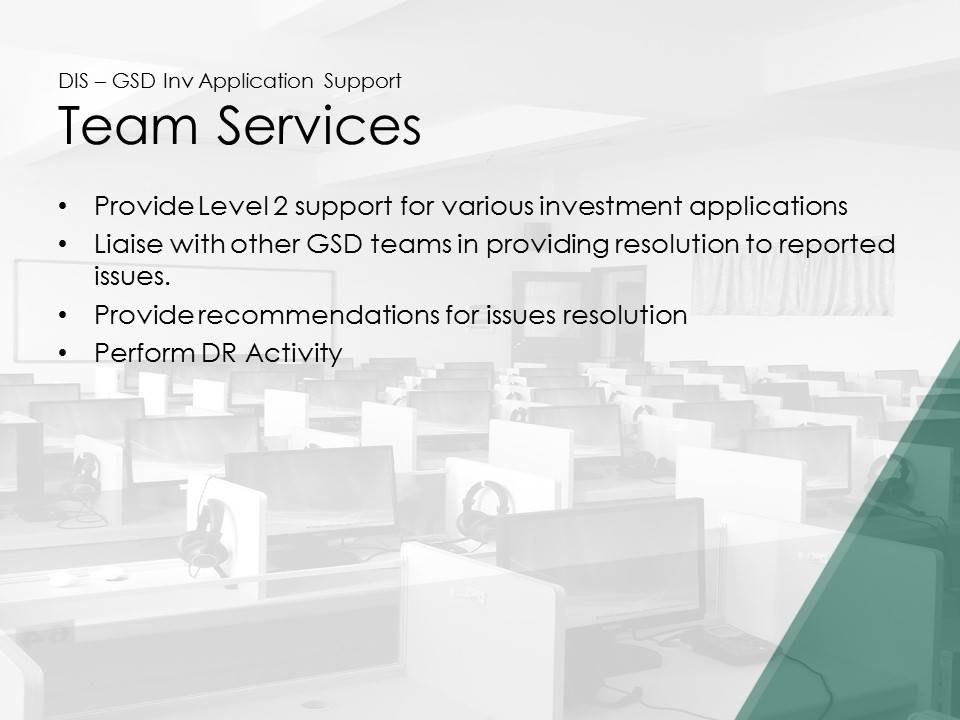 DIS – GSD Inv Application Support
Team Services
• Provide Level 2 support for various investment applications
• Liaise with other GSD teams in providing resolution to reported
issues.
• Provide recommendations for issues resolution
• Perform DR Activity